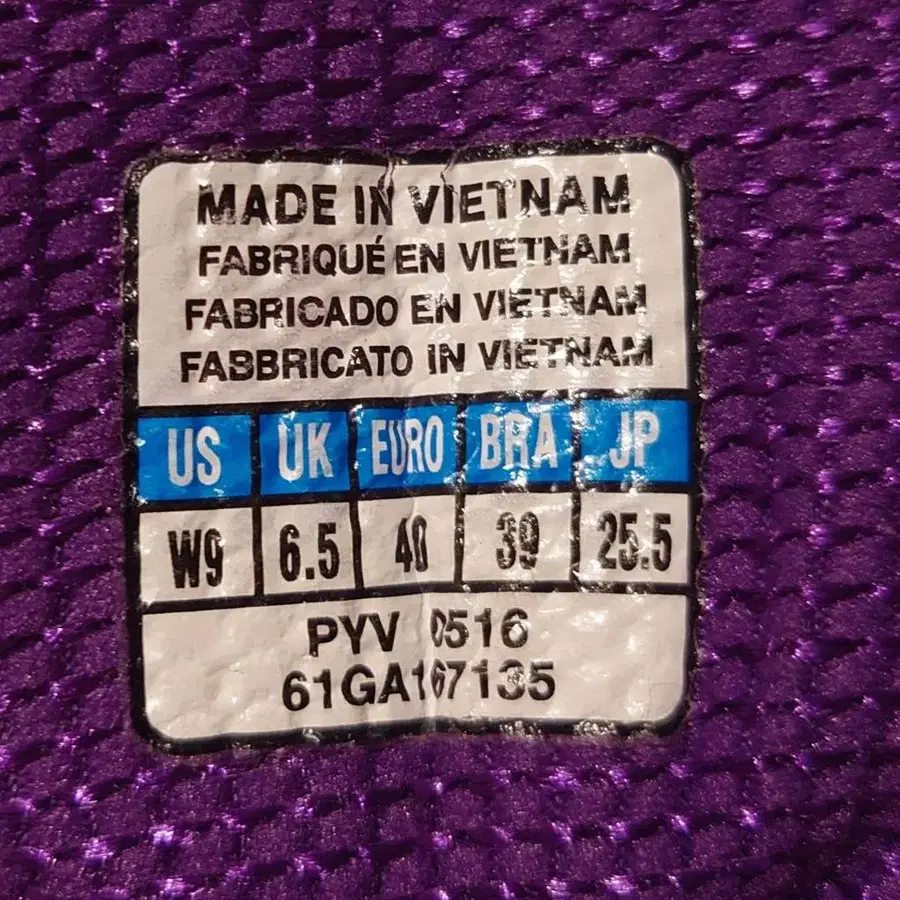 MADE IN VIETNAM
FABRIQUÉ EN VIETNAM
FABRICADO EN VIETNAM
FABBRICATO IN VIETNAM
US UK EURO BRA JP
W9 6.5 40 39 25.5
PYV 0516
61GA167135